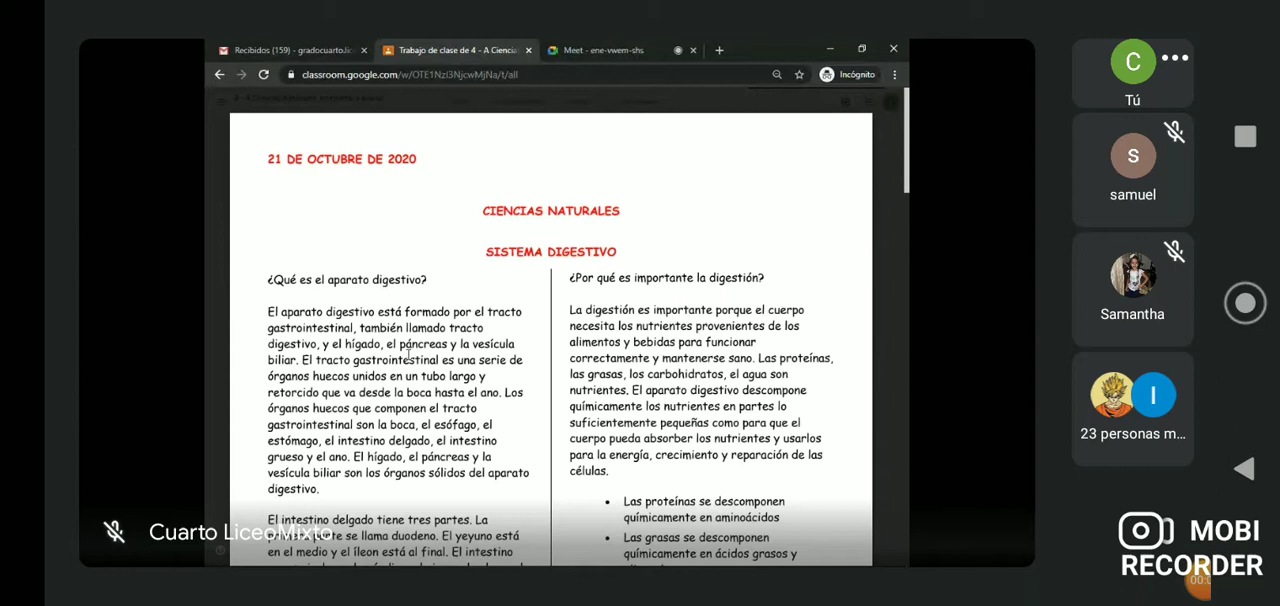 Recibidos (159) - gradocuarto.lic
Trabajo de clase de 4 - A Ciencia
Meet - ene-vwem-shs
classroom.google.com/w/OTE1NzI3NjcwMjNa/t/all
Incógnito
21 DE OCTUBRE DE 2020
CIENCIAS NATURALES
SISTEMA DIGESTIVO
¿Qué es el aparato digestivo?
El aparato digestivo está formado por el tracto
gastrointestinal, también llamado tracto
digestivo, y el hígado, el páncreas y la vesícula
biliar. El tracto gastrointestinal es una serie de
órganos huecos unidos en un tubo largo y
retorcido que va desde la boca hasta el ano. Los
órganos huecos que componen el tracto
gastrointestinal son la boca, el esófago, el
estómago, el intestino delgado, el intestino
grueso y el ano. El hígado, el páncreas y la
vesícula biliar son los órganos sólidos del aparato
digestivo.
El intestino delgado tiene tres partes. La
primera parte se llama duodeno. El yeyuno está
en el medio y el íleon está al final. El intestino
¿Por qué es importante la digestión?
La digestión es importante porque el cuerpo
necesita los nutrientes provenientes de los
alimentos y bebidas para funcionar
correctamente y mantenerse sano. Las proteínas,
las grasas, los carbohidratos, el agua son
nutrientes. El aparato digestivo descompone
químicamente los nutrientes en partes lo
suficientemente pequeñas como para que el
cuerpo pueda absorber los nutrientes y usarlos
para la energía, crecimiento y reparación de las
células.
• Las proteínas se descomponen
químicamente en aminoácidos
• Las grasas se descomponen
químicamente en ácidos grasos y
Cuarto LiceoMixto
C
Tú
S
samuel
Samantha
I
23 personas m...
MOBI
RECORDER